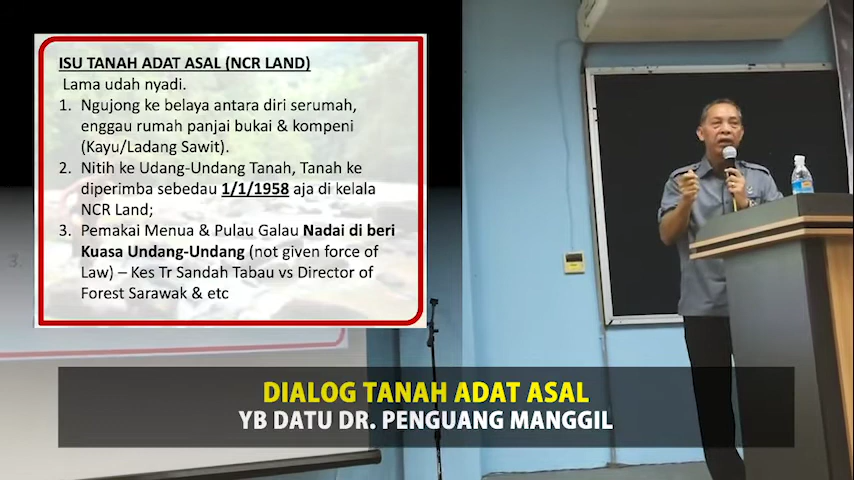 ISU TANAH ADAT ASAL (NCR LAND)
Lama udah nyadi.
1. Ngujong ke belaya antara diri serumah,
enggau rumah panjai bukai & kompeni
(Kayu/Ladang Sawit).
2. Nitih ke Udang-Undang Tanah, Tanah ke
diperimba sebedau 1/1/1958 aja di kelala
NCR Land;
3. Pemakai Menua & Pulau Galau Nadai di beri
Kuasa Undang-Undang (not given force of
Law) – Kes Tr Sandah Tabau vs Director of
Forest Sarawak & etc
3.
DIALOG TANAH ADAT ASAL
YB DATU DR. PENGUANG MANGGIL